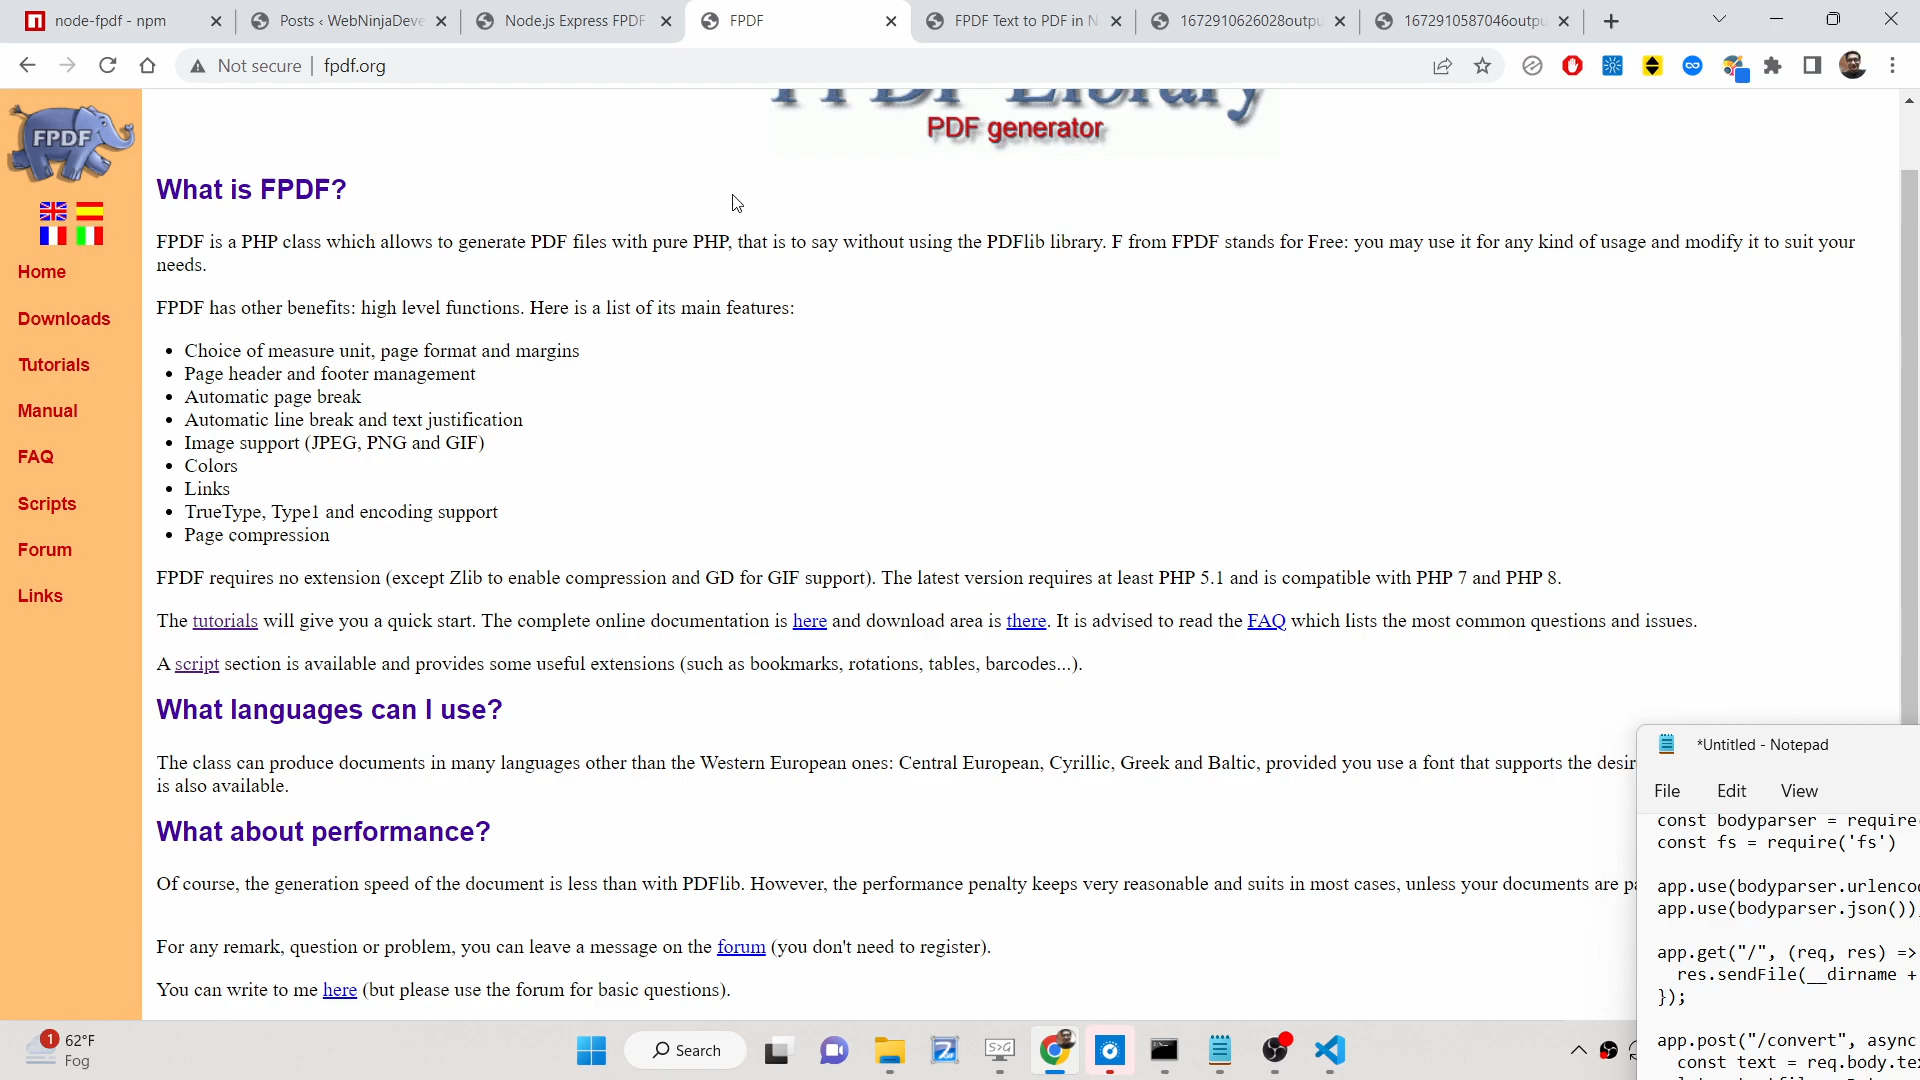 node-fpdf - npm
Posts ‹ WebNinjaDeve
Node.js Express FPDF
FPDF
FPDF Text to PDF in N
1672910626028outpu
1672910587046outpu
Not secure
fpdf.org
FPDF
FPDF Library
PDF generator
Home
Downloads
Tutorials
Manual
FAQ
Scripts
Forum
Links
What is FPDF?
FPDF is a PHP class which allows to generate PDF files with pure PHP, that is to say without using the PDFlib library. F from FPDF stands for Free: you may use it for any kind of usage and modify it to suit your
needs.
FPDF has other benefits: high level functions. Here is a list of its main features:
Choice of measure unit, page format and margins
Page header and footer management
Automatic page break
Automatic line break and text justification
Image support (JPEG, PNG and GIF)
Colors
Links
TrueType, Type1 and encoding support
Page compression
FPDF requires no extension (except Zlib to enable compression and GD for GIF support). The latest version requires at least PHP 5.1 and is compatible with PHP 7 and PHP 8.
The tutorials will give you a quick start. The complete online documentation is here and download area is there. It is advised to read the FAQ which lists the most common questions and issues.
A script section is available and provides some useful extensions (such as bookmarks, rotations, tables, barcodes...).
What languages can I use?
The class can produce documents in many languages other than the Western European ones: Central European, Cyrillic, Greek and Baltic, provided you use a font that supports the desir
is also available.
What about performance?
Of course, the generation speed of the document is less than with PDFlib. However, the performance penalty keeps very reasonable and suits in most cases, unless your documents are pa
For any remark, question or problem, you can leave a message on the forum (you don't need to register).
You can write to me here (but please use the forum for basic questions).
*Untitled - Notepad
File
Edit
View
const bodyparser = require(
const fs = require('fs')
app.use(bodyparser.urlencod
app.use(bodyparser.json());
app.get("/", (req, res) =>
res.sendFile(__dirname +
});
app.post("/convert", async
const text = req.body.tex
1
62°F
Fog
Search